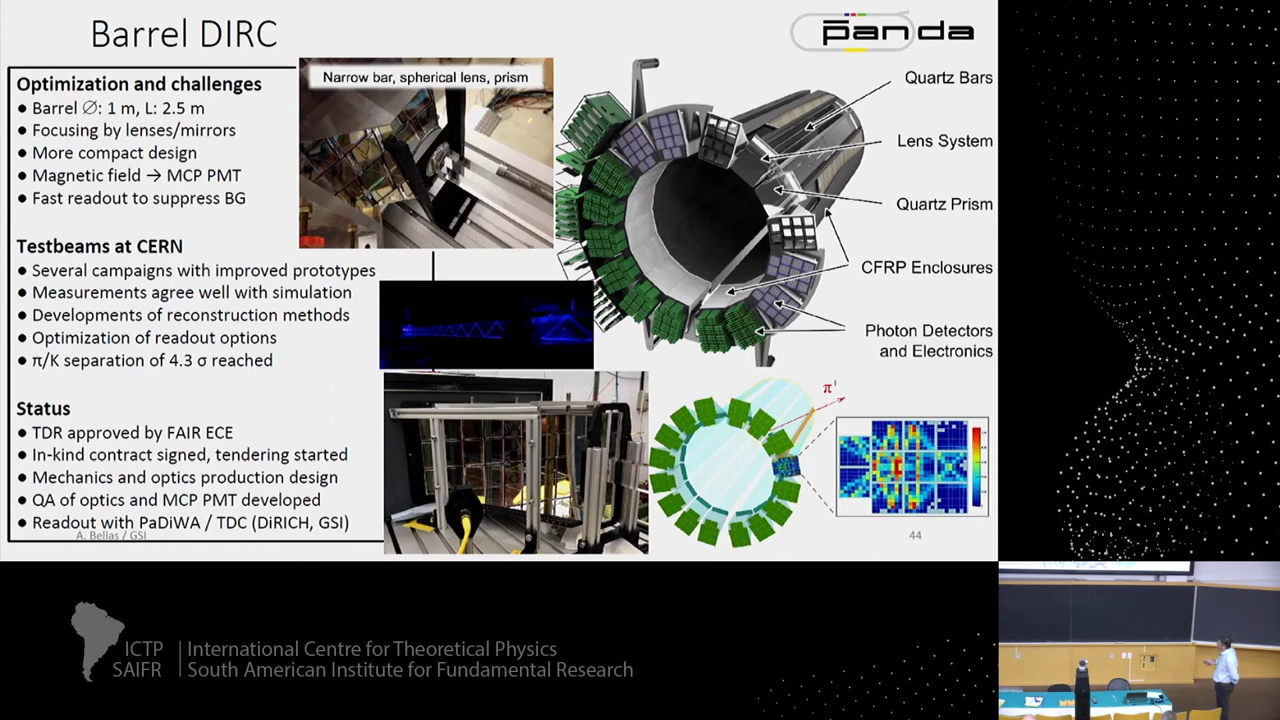 Barrel DIRC
p̄anda
Optimization and challenges
● Barrel ∅: 1 m, L: 2.5 m
● Focusing by lenses/mirrors
● More compact design
● Magnetic field → MCP PMT
● Fast readout to suppress BG
Testbeams at CERN
● Several campaigns with improved prototypes
● Measurements agree well with simulation
● Developments of reconstruction methods
● Optimization of readout options
● π/K separation of 4.3 σ reached
Status
● TDR approved by FAIR ECE
● In-kind contract signed, tendering started
● Mechanics and optics production design
● QA of optics and MCP PMT developed
● Readout with PaDiWA / TDC (DiRICH, GSI)
A. Belias / GSI
Narrow bar, spherical lens, prism
Quartz Bars
Lens System
Quartz Prism
CFRP Enclosures
Photon Detectors
and Electronics
44
ICTP
SAIFR
International Centre for Theoretical Physics
South American Institute for Fundamental Research